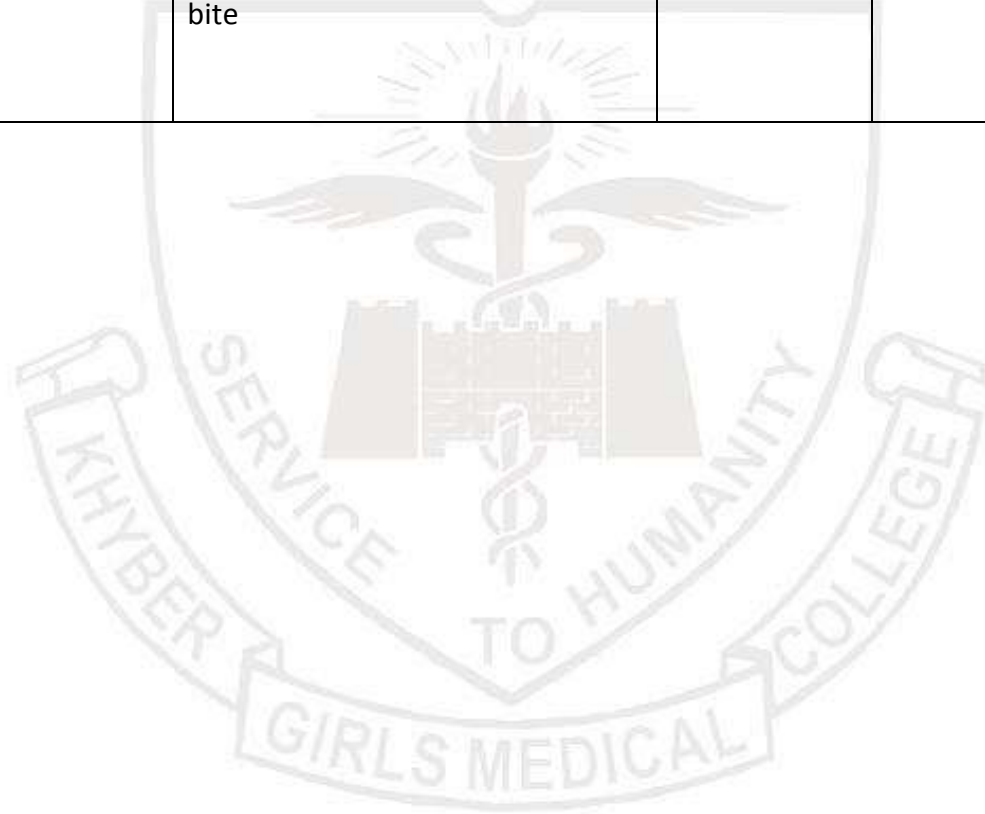 bite
SERVICE
TO
HUMANITY
KHYBER
GIRLS MEDICAL
COLLEGE